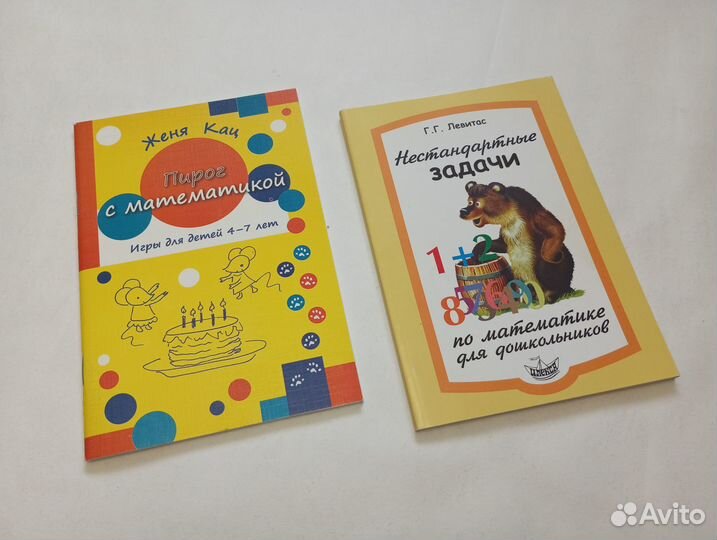 Женя Кац
Пирог
с математикой
Игры для детей 4-7 лет
Г.Г. Левитас
Нестандартные
задачи
1+2
по математике
для дошкольников
Илекса
Avito